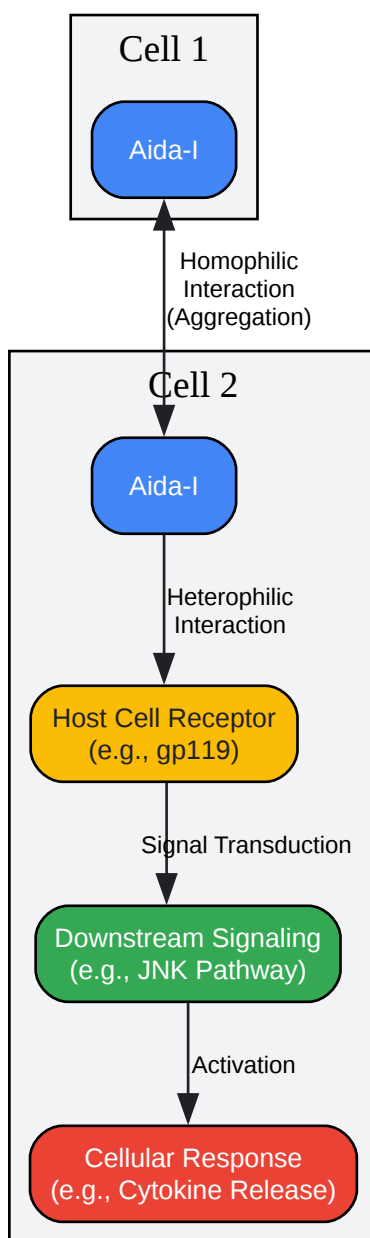 Cell 1
Aida-I
Homophilic
Interaction
(Aggregation)
Cell 2
Aida-I
Heterophilic
Interaction
Host Cell Receptor
(e.g., gp119)
Signal Transduction
Downstream Signaling
(e.g., JNK Pathway)
Activation
Cellular Response
(e.g., Cytokine Release)